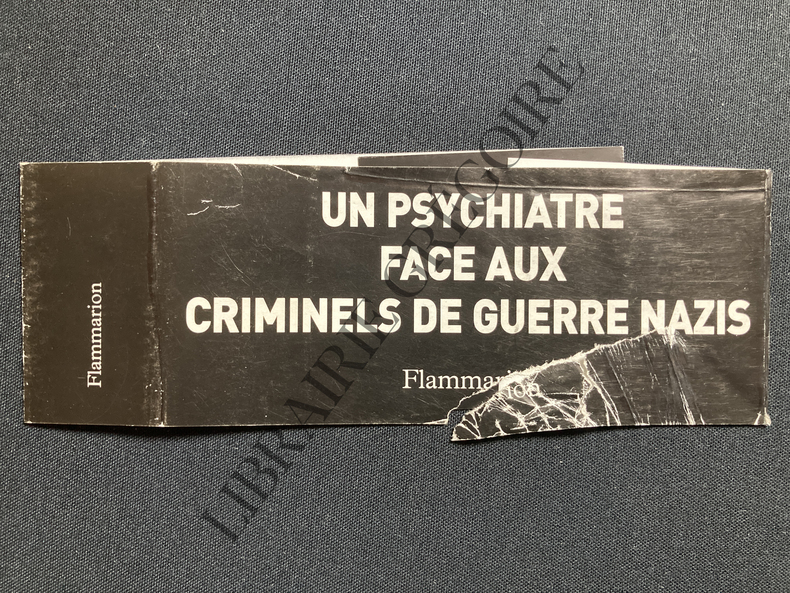 UN PSYCHIATRE
FACE AUX
CRIMINELS DE GUERRE NAZIS
Flammarion
Flammarion
LIBRAIRIE GRÉGOIRE